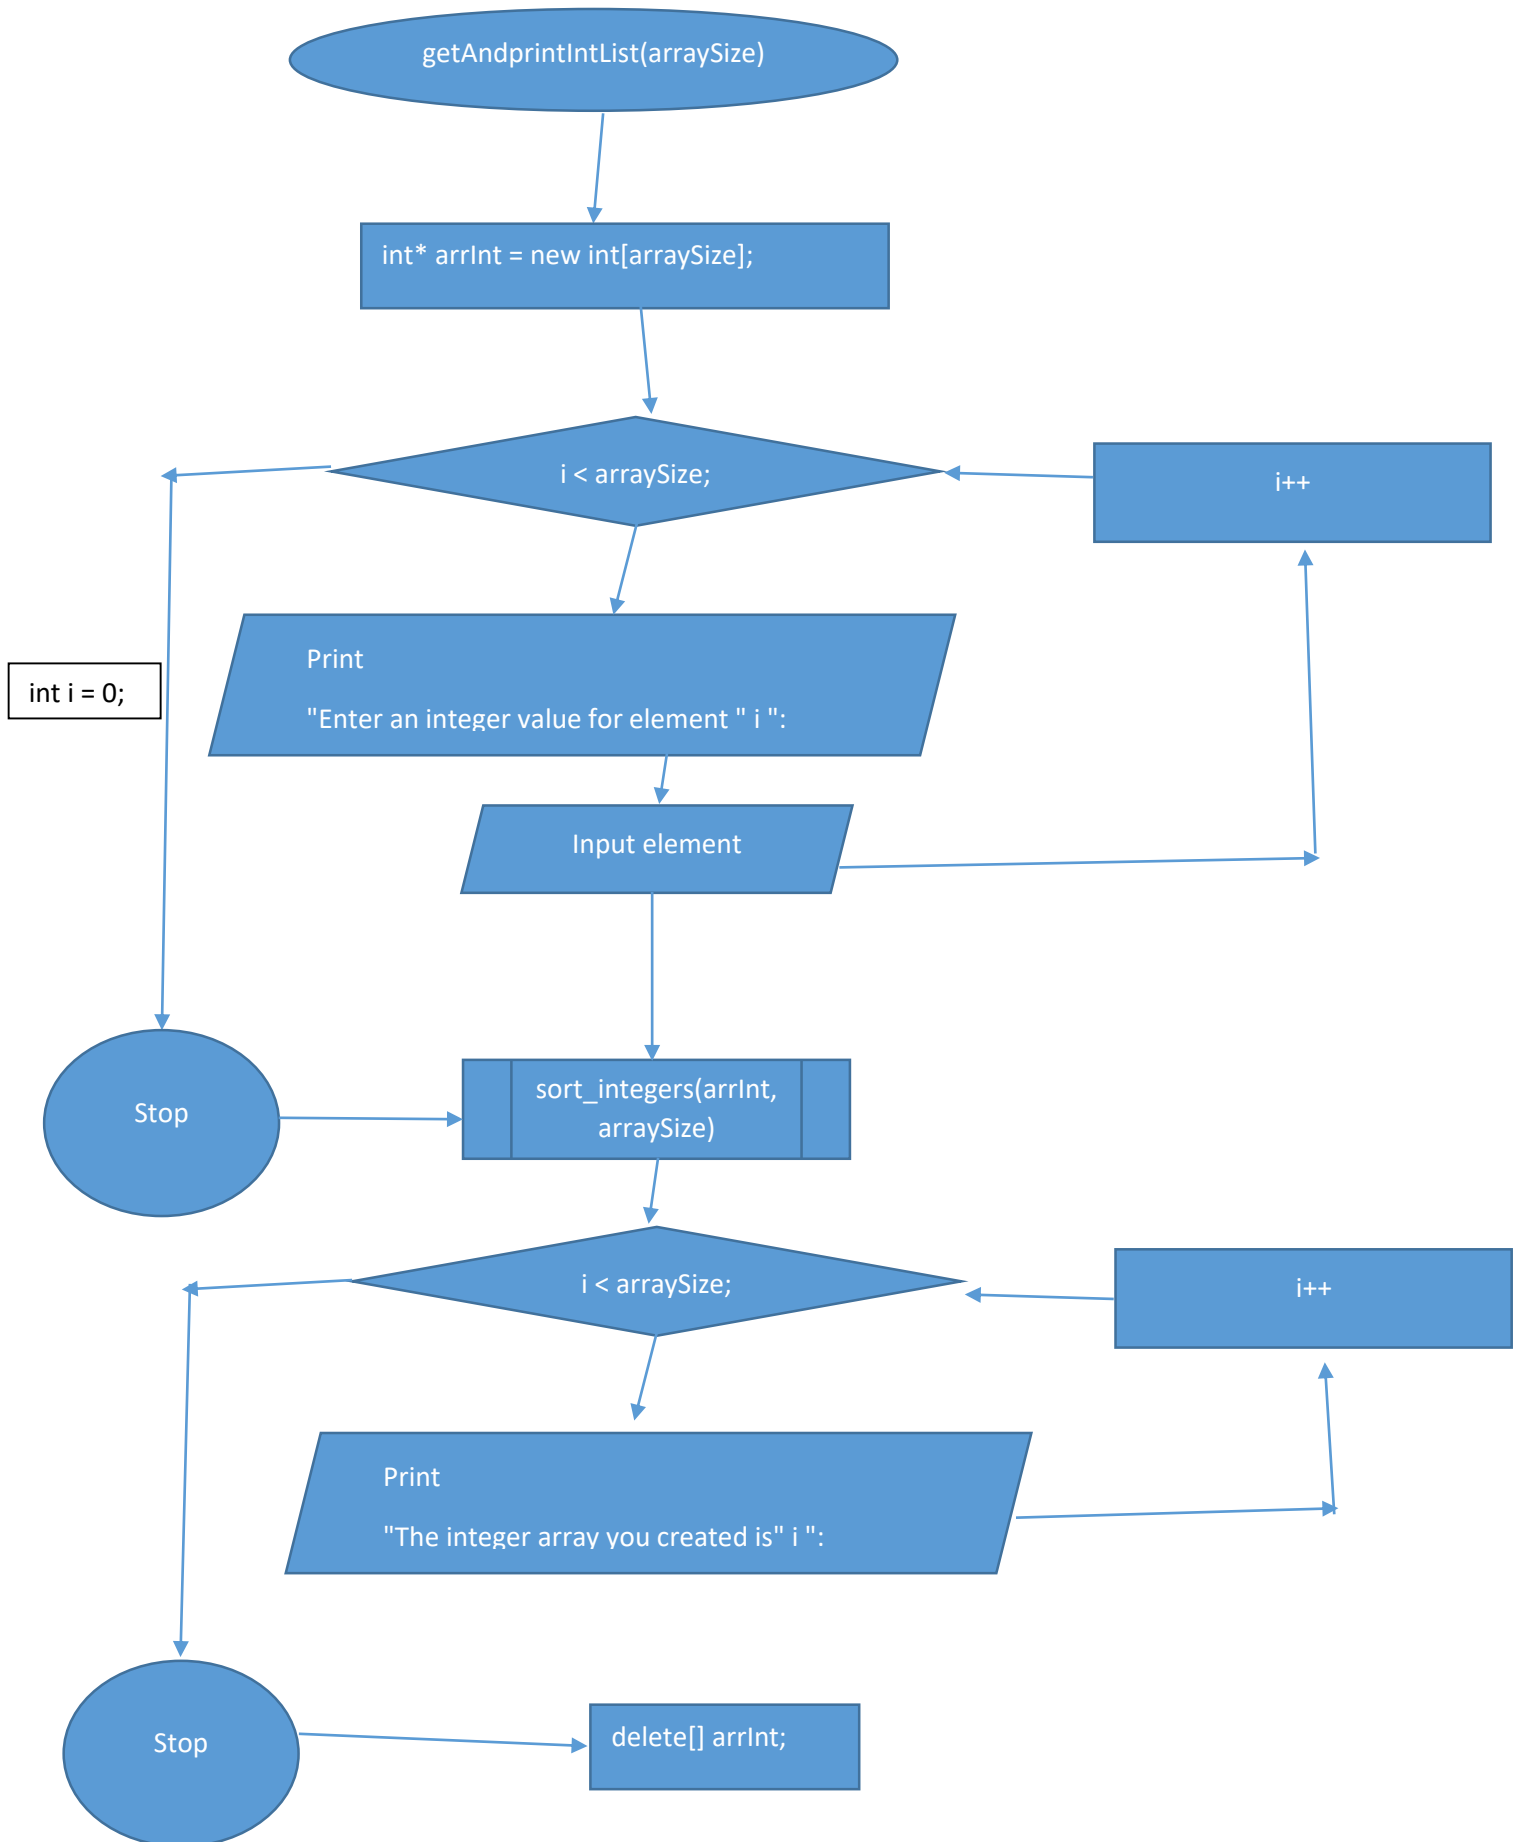 getAndprintIntList(arraySize)
int* arrInt = new int[arraySize];
i < arraySize;
i++
Print
"Enter an integer value for element " i ":
int i = 0;
Input element
sort_integers(arrInt,
arraySize)
Stop
i < arraySize;
i++
Print
"The integer array you created is" i ":
Stop
delete[] arrInt;